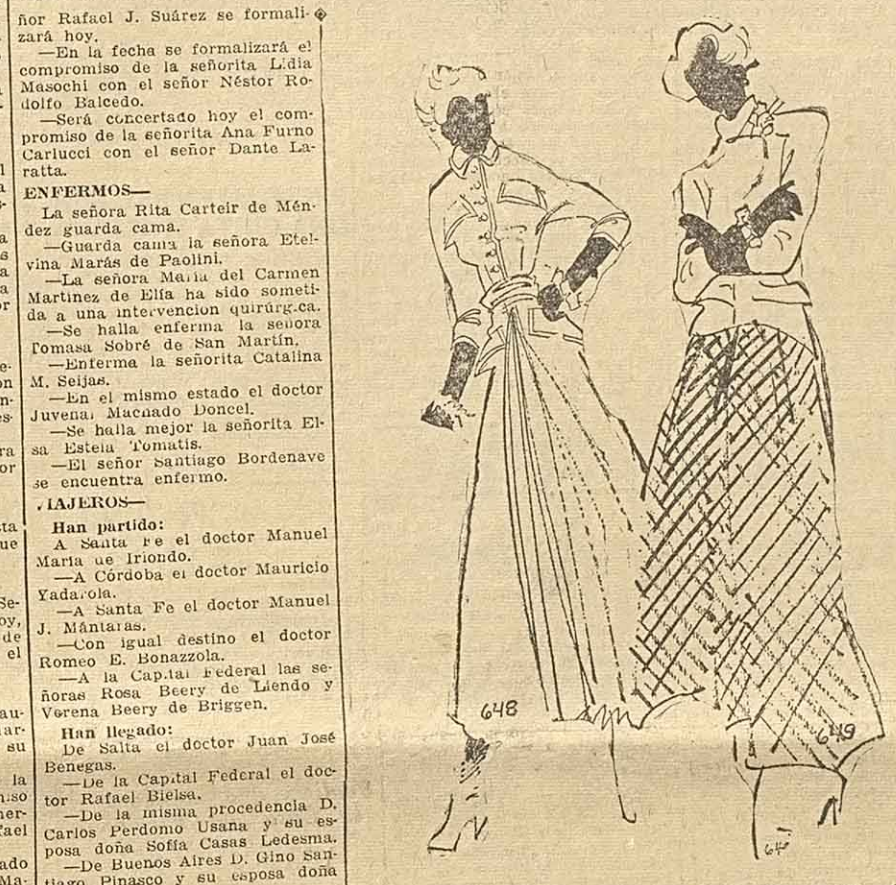 ñor Rafael J. Suárez se formali-
zará hoy.
—En la fecha se formalizará el
compromiso de la señorita Lidia
Masochi con el señor Néstor Ro-
dolfo Balcedo.
—Será concertado hoy el com-
promiso de la señorita Ana Furno
Carlucci con el señor Dante La-
ratta.
ENFERMOS—
La señora Rita Carteir de Mén-
dez guarda cama.
—Guarda cama la señora Etel-
vina Marás de Paolini.
—La señora María del Carmen
Martínez de Elía ha sido someti-
da a una intervencion quirúrgica.
—Se halla enferma la señora
Tomasa Sobré de San Martín.
—Enferma la señorita Catalina
M. Seijas.
—En el mismo estado el doctor
Juvenal Machado Doncel.
—Se halla mejor la señorita El-
sa Estela Tomatis.
—El señor Santiago Bordenave
se encuentra enfermo.
VIAJEROS—
Han partido:
A Santa Fe el doctor Manuel
María de Iriondo.
—A Córdoba el doctor Mauricio
Yadarola.
—A Santa Fe el doctor Manuel
J. Mántaras.
—Con igual destino el doctor
Romeo E. Bonazzola.
—A la Capital Federal las se-
ñoras Rosa Beery de Liendo y
Verena Beery de Briggen.
Han llegado:
De Salta el doctor Juan José
Benegas.
—De la Capital Federal el doc-
tor Rafael Bielsa.
—De la misma procedencia D.
Carlos Perdomo Usana y su es-
posa doña Sofía Casas Ledesma.
—De Buenos Aires D. Gino San-
tiago Pinasco y su esposa doña
648
649